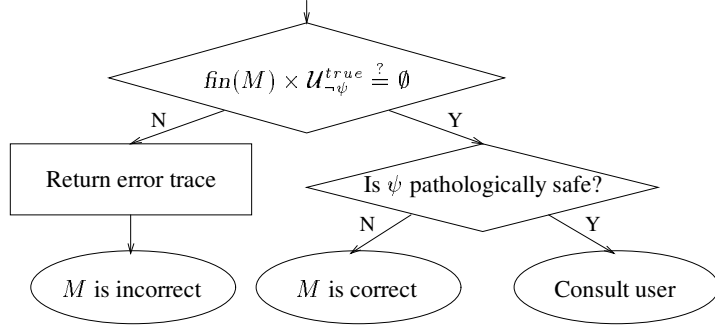 fin(M) × 𝒰^{true}_{¬ψ} ≟ ∅
N
Y
Return error trace
Is ψ pathologically safe?
N
Y
M is incorrect
M is correct
Consult user